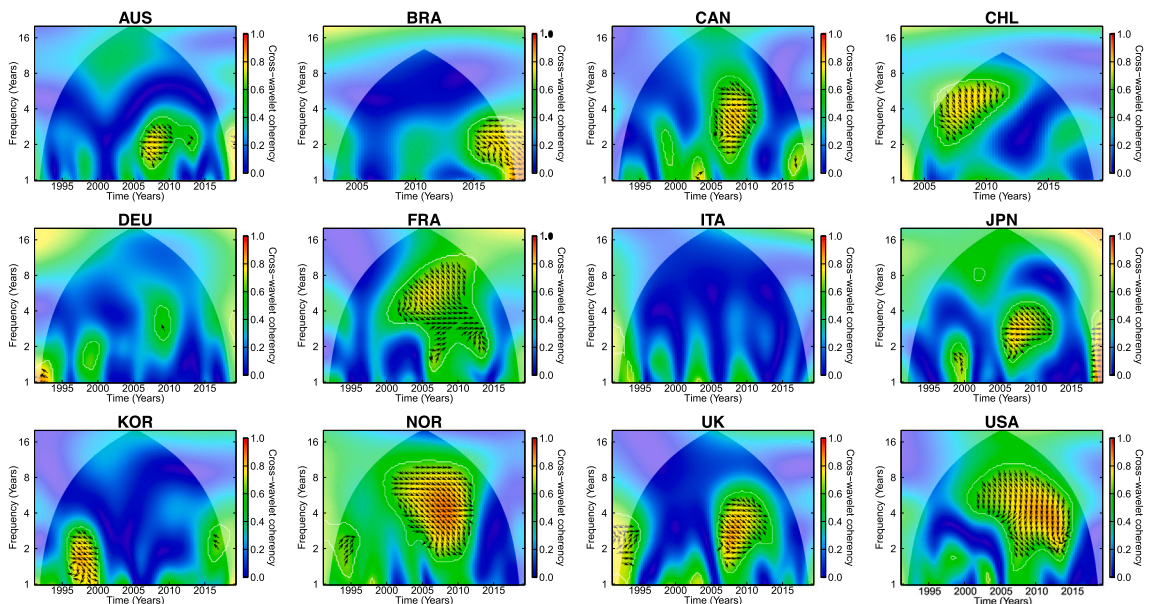 AUS
BRA
CAN
CHL
16
8
4
2
1
Frequency (Years)
1995 2000 2005 2010 2015
Time (Years)
1.0
0.8
0.6
0.4
0.2
0.0
Cross-wavelet coherency
16
8
4
2
1
Frequency (Years)
2005 2010 2015
Time (Years)
1.0
0.8
0.6
0.4
0.2
0.0
Cross-wavelet coherency
16
8
4
2
1
Frequency (Years)
1995 2000 2005 2010 2015
Time (Years)
1.0
0.8
0.6
0.4
0.2
0.0
Cross-wavelet coherency
16
8
4
2
1
Frequency (Years)
2005 2010 2015
Time (Years)
1.0
0.8
0.6
0.4
0.2
0.0
Cross-wavelet coherency
DEU
FRA
ITA
JPN
16
8
4
2
1
Frequency (Years)
1995 2000 2005 2010 2015
Time (Years)
1.0
0.8
0.6
0.4
0.2
0.0
Cross-wavelet coherency
16
8
4
2
1
Frequency (Years)
1995 2000 2005 2010 2015
Time (Years)
1.0
0.8
0.6
0.4
0.2
0.0
Cross-wavelet coherency
16
8
4
2
1
Frequency (Years)
1995 2000 2005 2010 2015
Time (Years)
1.0
0.8
0.6
0.4
0.2
0.0
Cross-wavelet coherency
16
8
4
2
1
Frequency (Years)
1995 2000 2005 2010 2015
Time (Years)
1.0
0.8
0.6
0.4
0.2
0.0
Cross-wavelet coherency
KOR
NOR
UK
USA
16
8
4
2
1
Frequency (Years)
1995 2000 2005 2010 2015
Time (Years)
1.0
0.8
0.6
0.4
0.2
0.0
Cross-wavelet coherency
16
8
4
2
1
Frequency (Years)
1995 2000 2005 2010 2015
Time (Years)
1.0
0.8
0.6
0.4
0.2
0.0
Cross-wavelet coherency
16
8
4
2
1
Frequency (Years)
1995 2000 2005 2010 2015
Time (Years)
1.0
0.8
0.6
0.4
0.2
0.0
Cross-wavelet coherency
16
8
4
2
1
Frequency (Years)
1995 2000 2005 2010 2015
Time (Years)
1.0
0.8
0.6
0.4
0.2
0.0
Cross-wavelet coherency